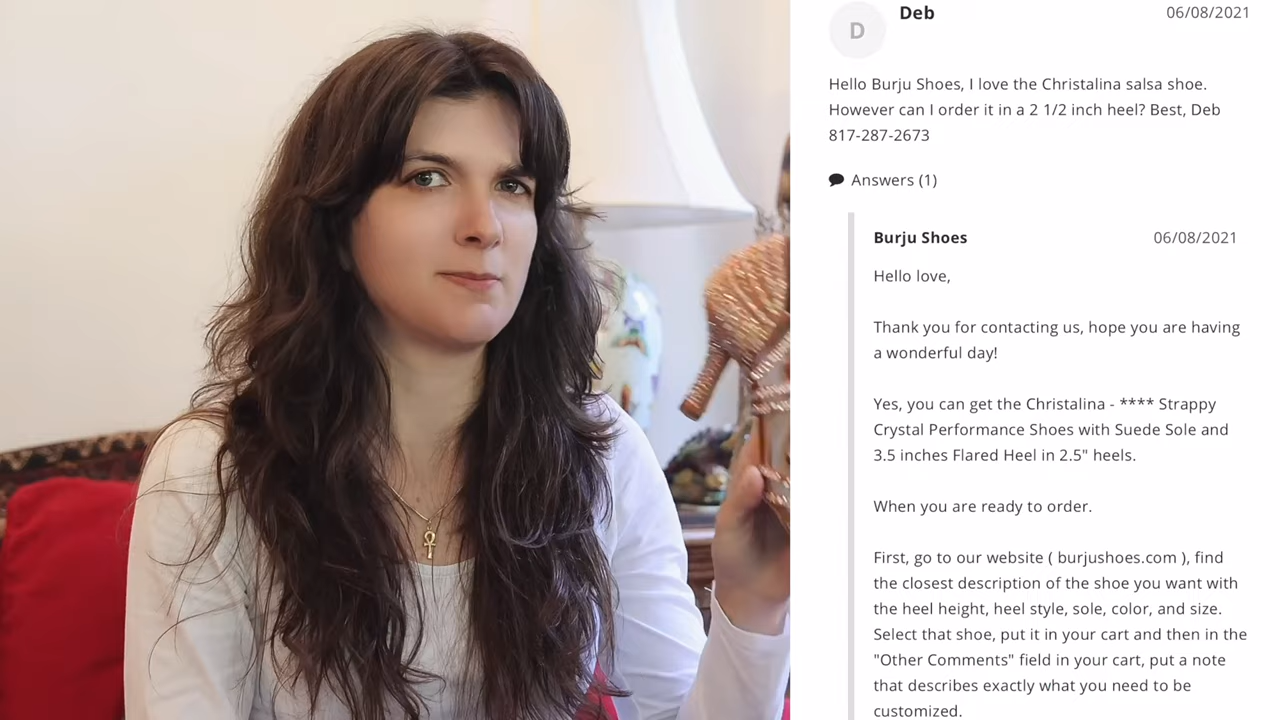 D
Deb
06/08/2021
Hello Burju Shoes, I love the Christalina salsa shoe.
However can I order it in a 2 1/2 inch heel? Best, Deb
817-287-2673
Answers (1)
Burju Shoes
06/08/2021
Hello love,
Thank you for contacting us, hope you are having
a wonderful day!
Yes, you can get the Christalina - **** Strappy
Crystal Performance Shoes with Suede Sole and
3.5 inches Flared Heel in 2.5" heels.
When you are ready to order.
First, go to our website ( burjushoes.com ), find
the closest description of the shoe you want with
the heel height, heel style, sole, color, and size.
Select that shoe, put it in your cart and then in the
"Other Comments" field in your cart, put a note
that describes exactly what you need to be
customized.